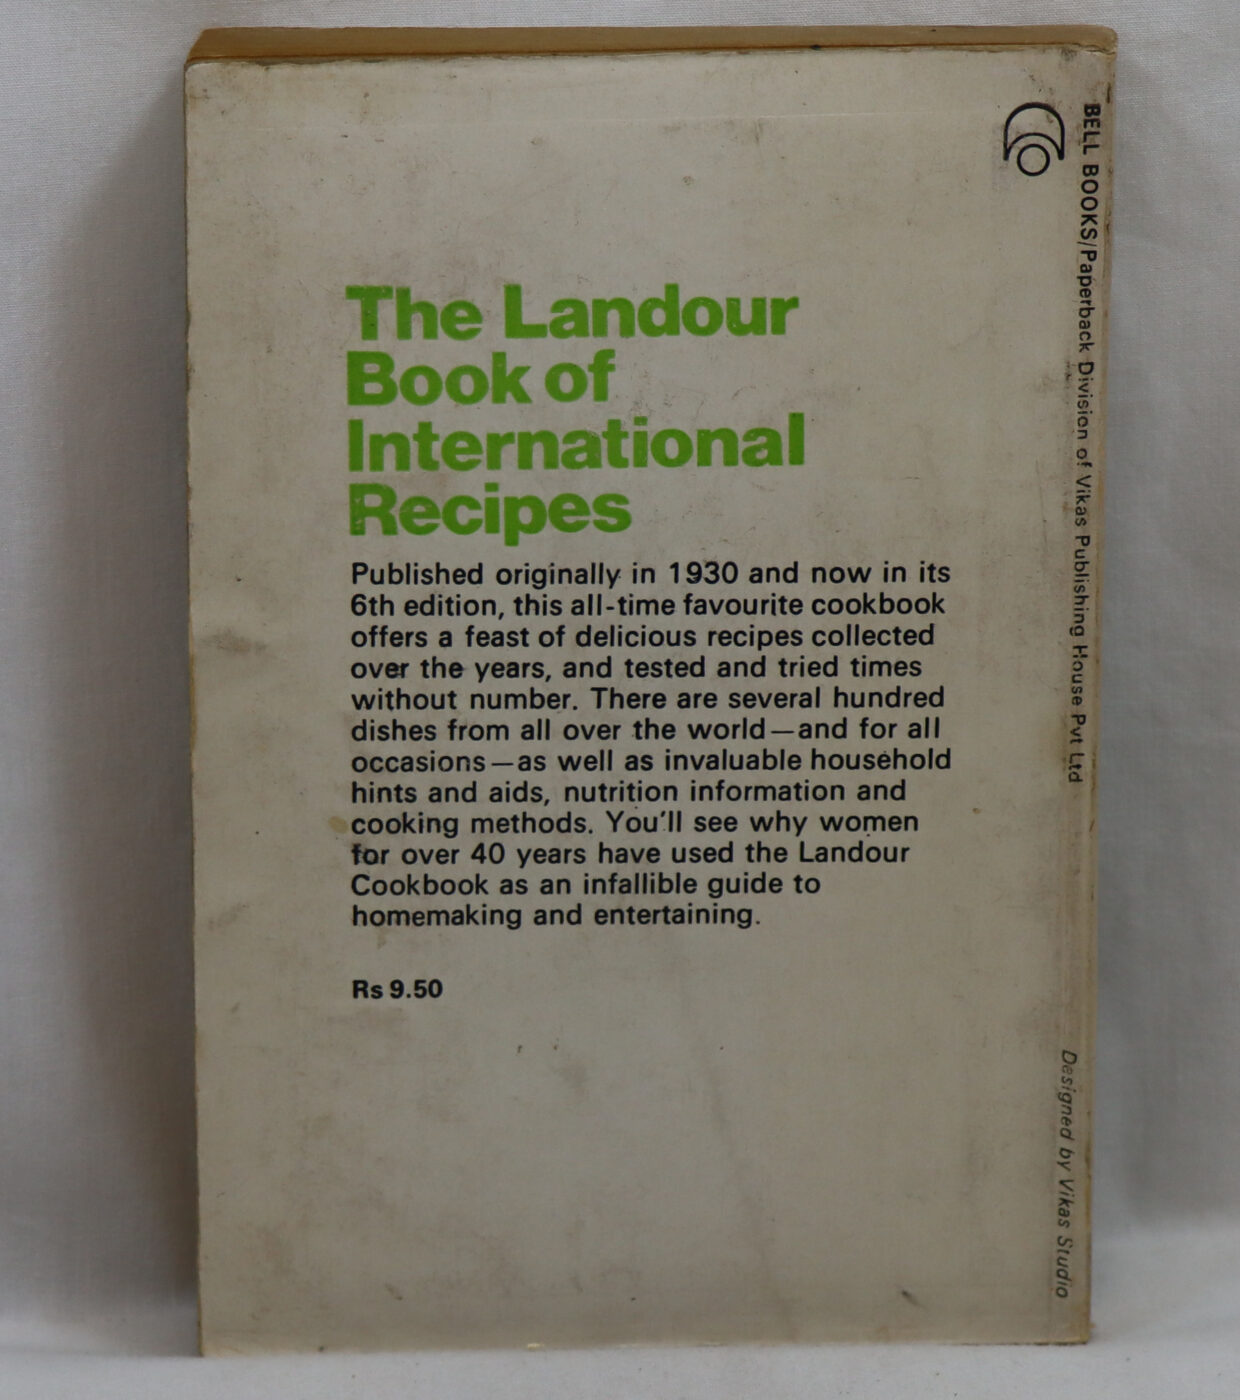 The Landour
Book of
International
Recipes
Published originally in 1930 and now in its
6th edition, this all-time favourite cookbook
offers a feast of delicious recipes collected
over the years, and tested and tried times
without number. There are several hundred
dishes from all over the world—and for all
occasions—as well as invaluable household
hints and aids, nutrition information and
cooking methods. You'll see why women
for over 40 years have used the Landour
Cookbook as an infallible guide to
homemaking and entertaining.
Rs 9.50
BELL BOOKS/Paperback Division of Vikas Publishing House Pvt Ltd
Designed by Vikas Studio